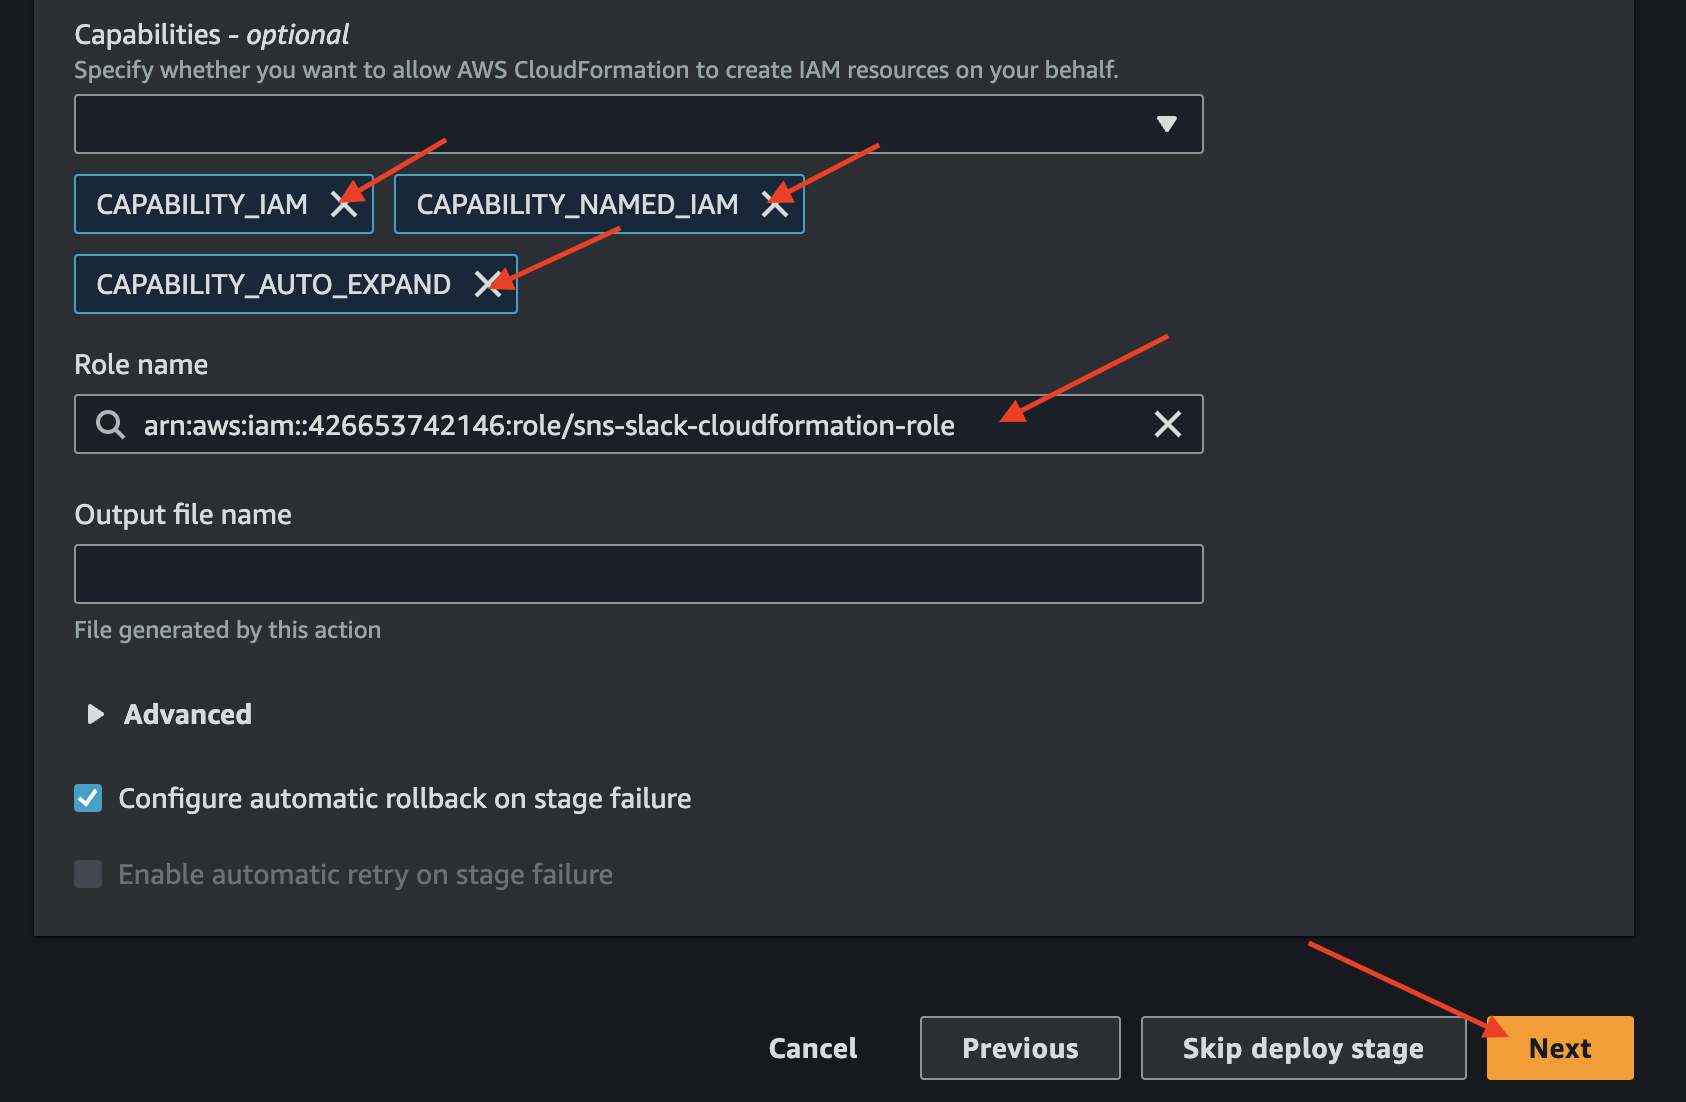 Capabilities - optional
Specify whether you want to allow AWS CloudFormation to create IAM resources on your behalf.
CAPABILITY_IAM
CAPABILITY_NAMED_IAM
CAPABILITY_AUTO_EXPAND
Role name
arn:aws:iam::426653742146:role/sns-slack-cloudformation-role
Output file name
File generated by this action
Advanced
Configure automatic rollback on stage failure
Enable automatic retry on stage failure
Cancel
Previous
Skip deploy stage
Next